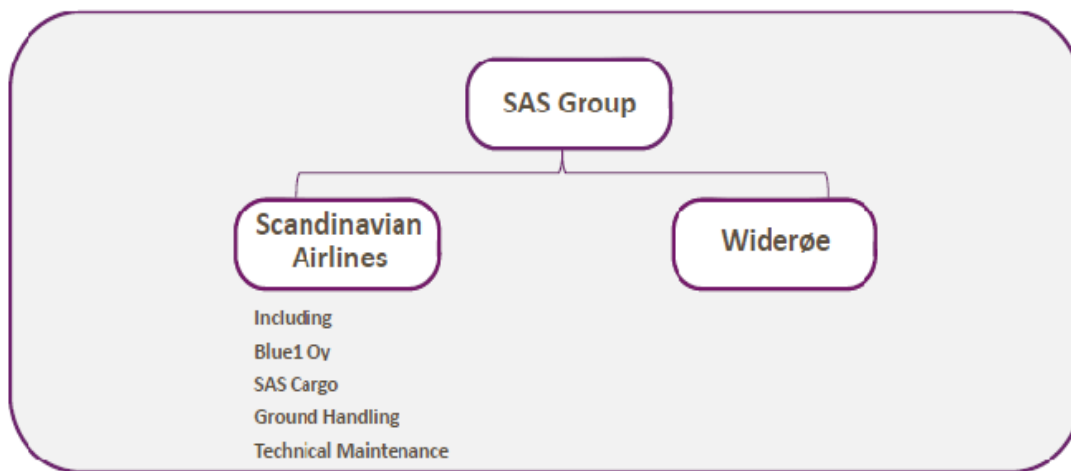 SAS Group
Scandinavian
Airlines
Widerøe
Including
Blue1 Oy
SAS Cargo
Ground Handling
Technical Maintenance